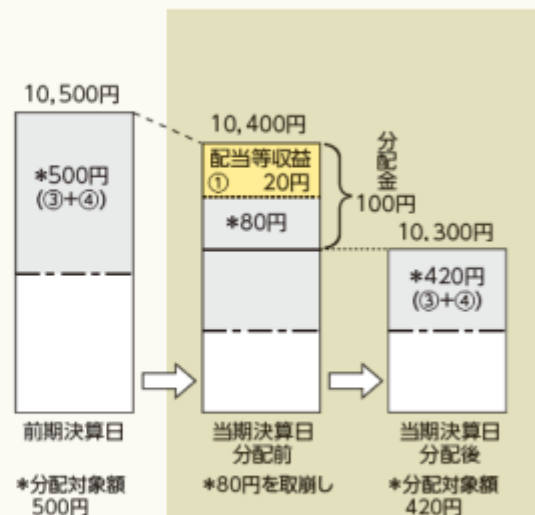 10,500円
*500円
(③+④)
前期決算日
*分配対象額
500円
10,400円
配当等収益
① 20円
*80円
分配金
100円
当期決算日
分配前
*80円を取崩し
10,300円
*420円
(③+④)
当期決算日
分配後
*分配対象額
420円